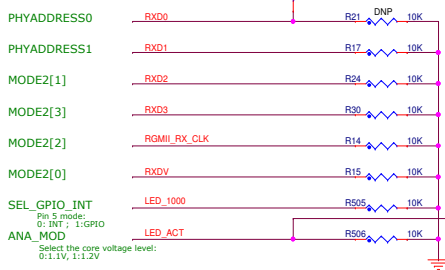 DNP
PHYADDRESS0 RXD0 R21 10K
PHYADDRESS1 RXD1 R17 10K
MODE2[1] RXD2 R24 10K
MODE2[3] RXD3 R30 10K
MODE2[2] RGMII_RX_CLK R14 10K
MODE2[0] RXDV R15 10K
SEL_GPIO_INT LED_1000 R505 10K
Pin 5 mode:
0: INT ; 1:GPIO
ANA_MOD LED_ACT R506 10K
Select the core voltage level:
0:1.1V, 1:1.2V